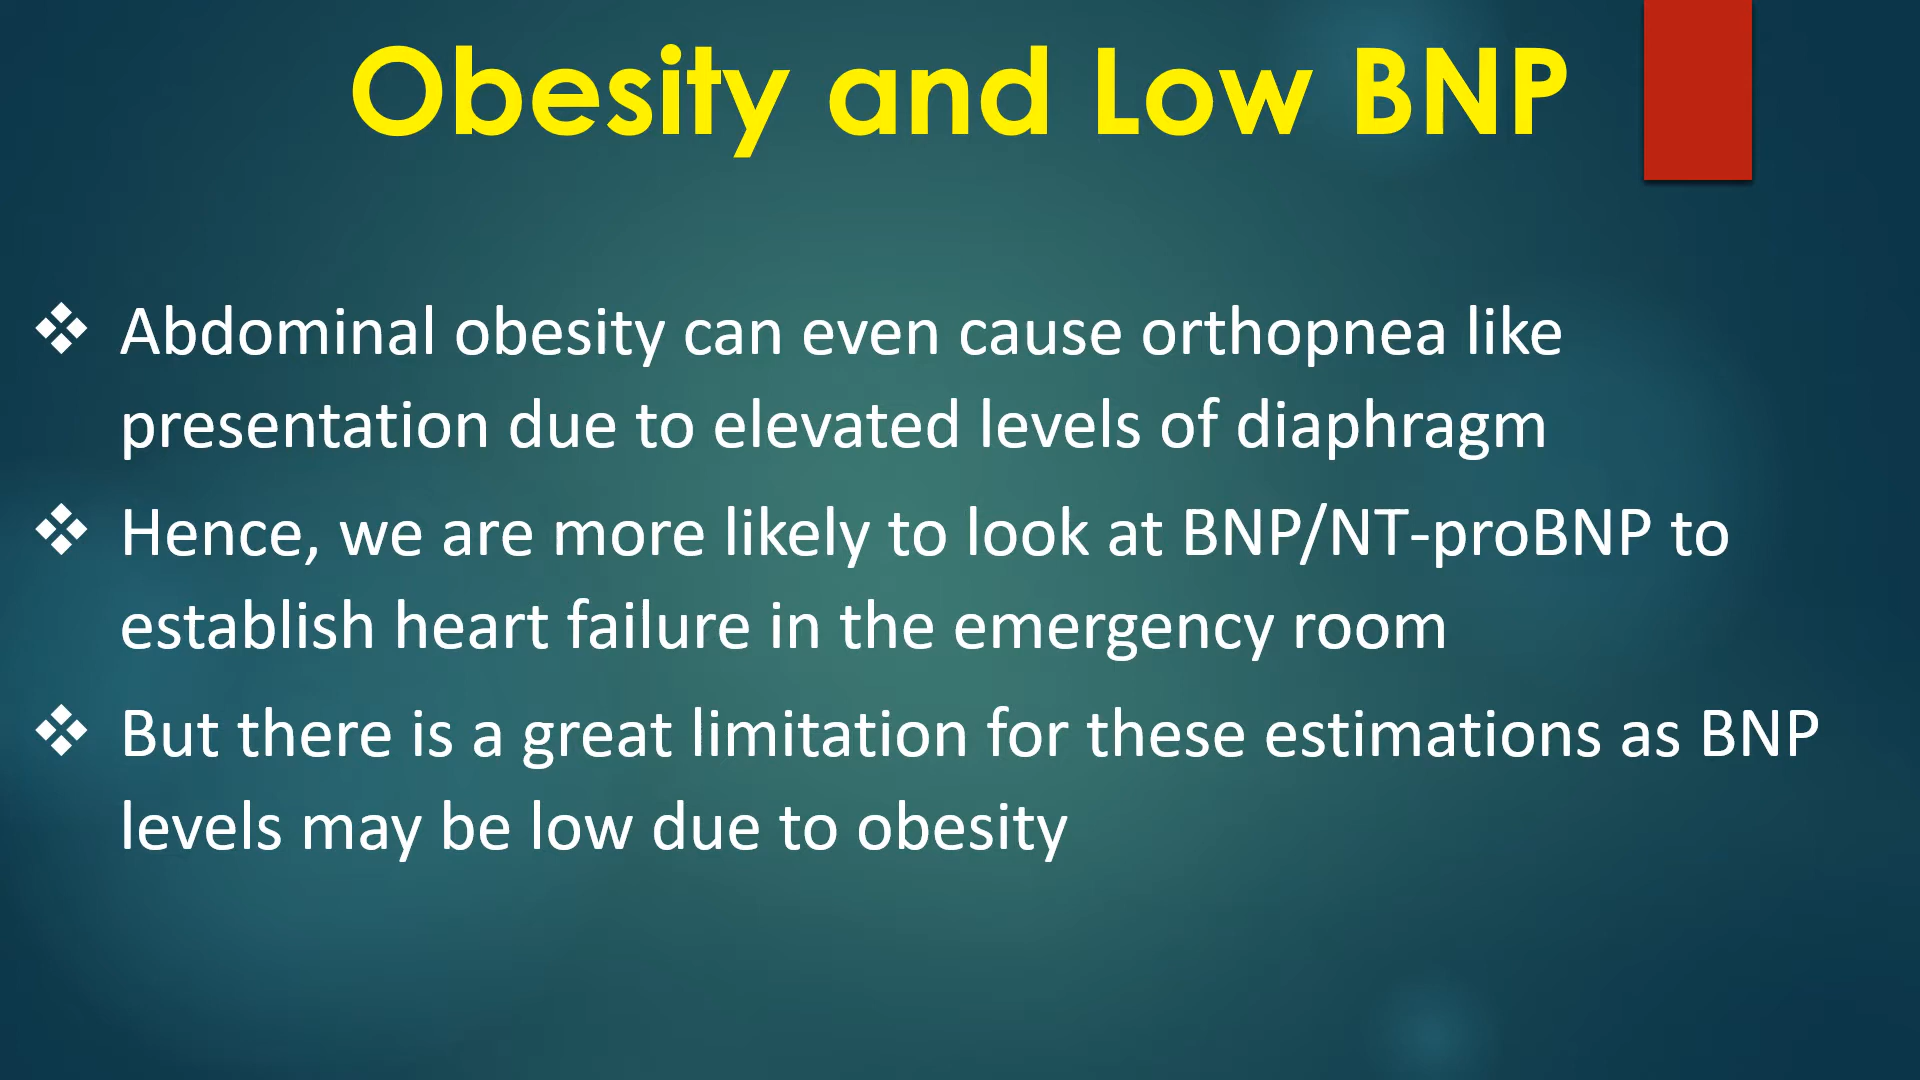 Obesity and Low BNP
❖ Abdominal obesity can even cause orthopnea like
presentation due to elevated levels of diaphragm
❖ Hence, we are more likely to look at BNP/NT-proBNP to
establish heart failure in the emergency room
❖ But there is a great limitation for these estimations as BNP
levels may be low due to obesity